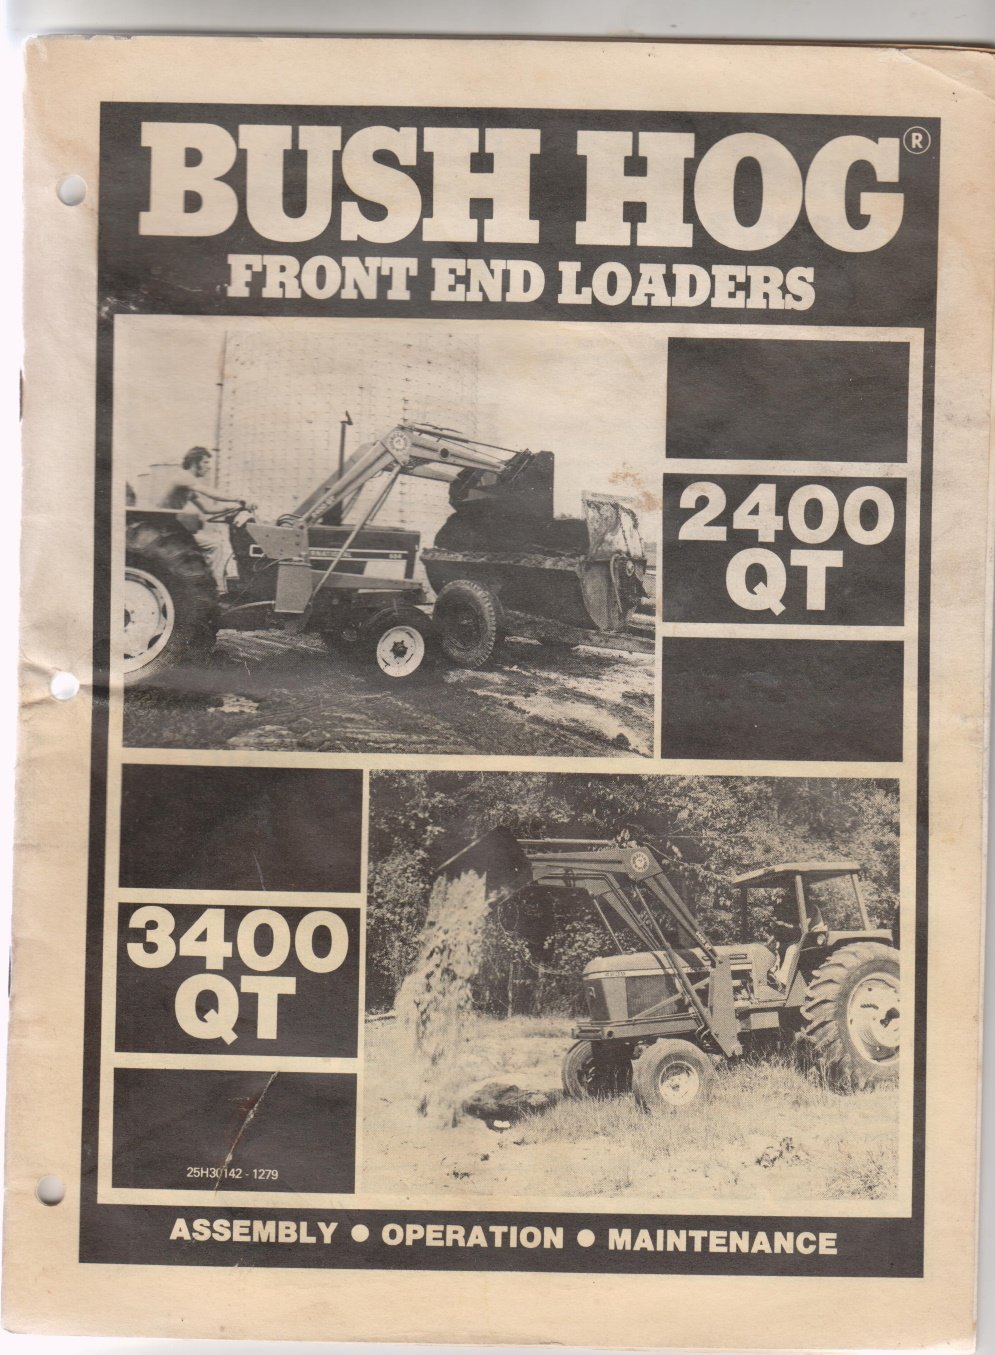 BUSH HOG®
FRONT END LOADERS
2400
QT
3400
QT
25H30142 - 1279
ASSEMBLY ● OPERATION ● MAINTENANCE